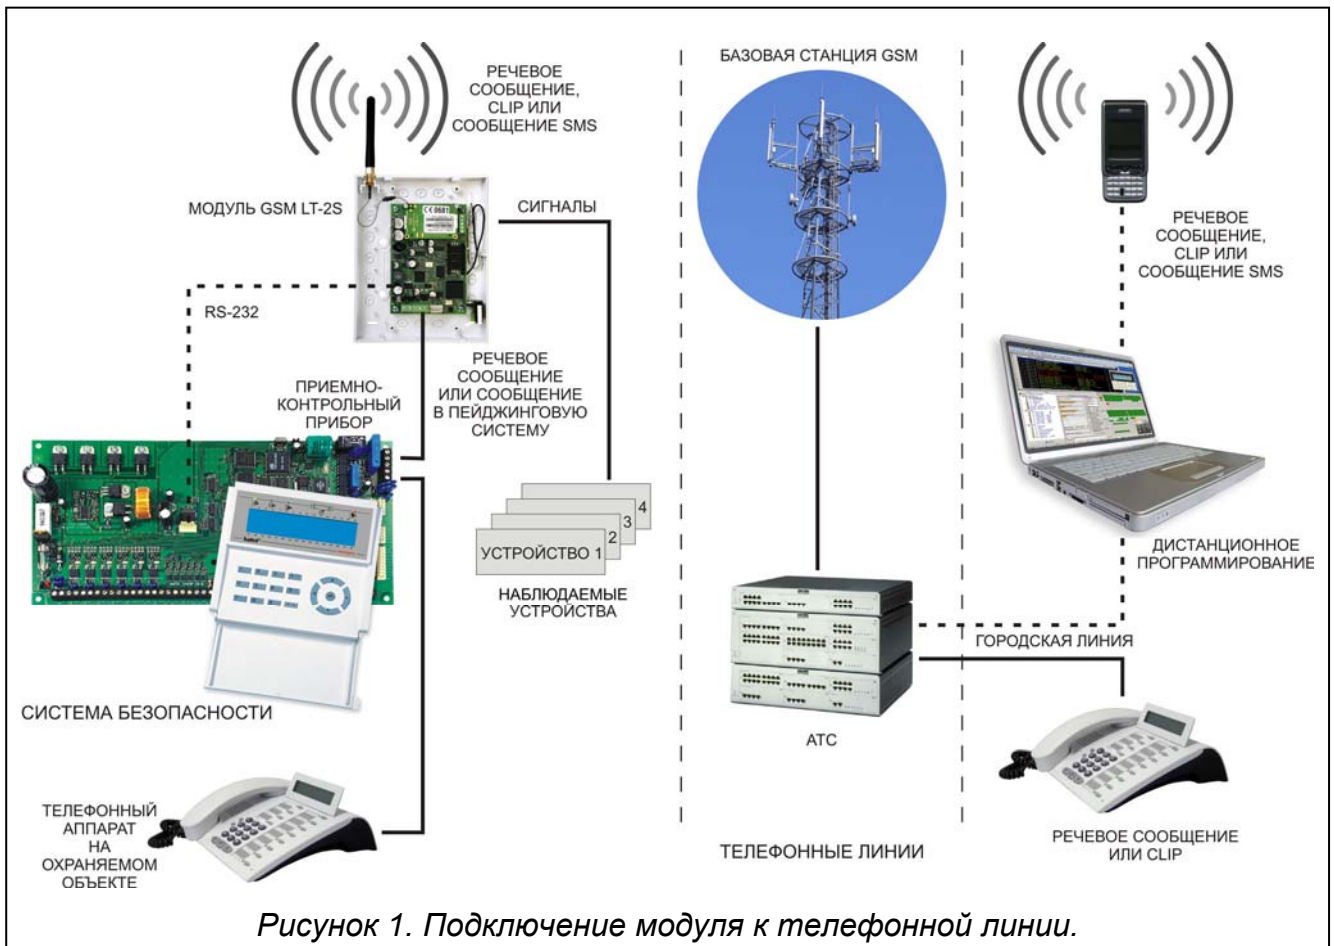 РЕЧЕВОЕ
СООБЩЕНИЕ,
CLIP ИЛИ
СООБЩЕНИЕ SMS
МОДУЛЬ GSM LT-2S
СИГНАЛЫ
RS-232
РЕЧЕВОЕ
СООБЩЕНИЕ
ИЛИ СООБЩЕНИЕ
В ПЕЙДЖИНГОВУЮ
СИСТЕМУ
ПРИЕМНО-
КОНТРОЛЬНЫЙ
ПРИБОР
4
3
2
УСТРОЙСТВО 1
НАБЛЮДАЕМЫЕ
УСТРОЙСТВА
СИСТЕМА БЕЗОПАСНОСТИ
ТЕЛЕФОННЫЙ
АППАРАТ
НА
ОХРАНЯЕМОМ
ОБЪЕКТЕ
БАЗОВАЯ СТАНЦИЯ GSM
АТС
ТЕЛЕФОННЫЕ ЛИНИИ
РЕЧЕВОЕ
СООБЩЕНИЕ,
CLIP ИЛИ
СООБЩЕНИЕ SMS
ДИСТАНЦИОННОЕ
ПРОГРАММИРОВАНИЕ
ГОРОДСКАЯ ЛИНИЯ
РЕЧЕВОЕ СООБЩЕНИЕ
ИЛИ CLIP
Рисунок 1. Подключение модуля к телефонной линии.